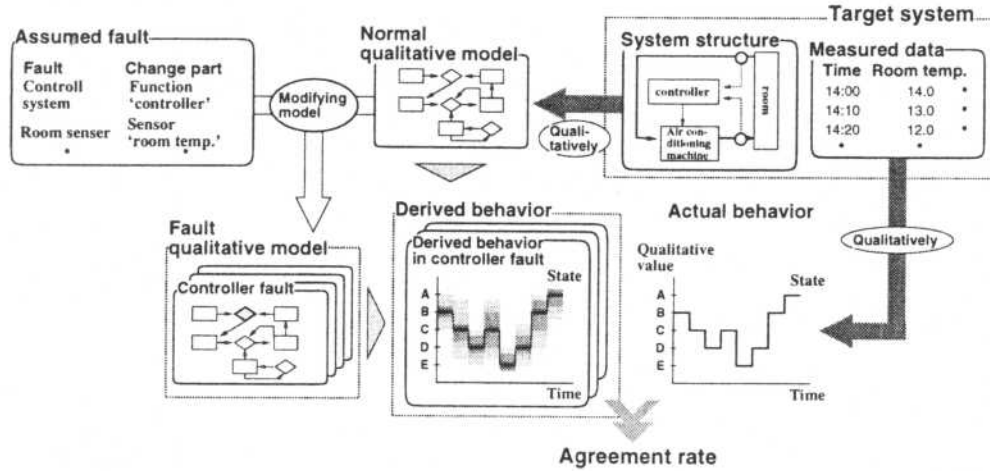 Target system
Assumed fault
Fault Change part
Controll Function
system 'controller'
Room senser Sensor
'room temp.'
Modifying
model
Normal
qualitative model
Quali-
tatively
System structure
controller
Air con-
ditioning
machine
room
Measured data
Time Room temp.
14:00 14.0 *
14:10 13.0 *
14:20 12.0 *
Fault
qualitative model
Controller fault
Derived behavior
Derived behavior
in controller fault
State
A
B
C
D
E
Time
Actual behavior
Qualitative
value
Qualitatively
State
A
B
C
D
E
Time
Agreement rate